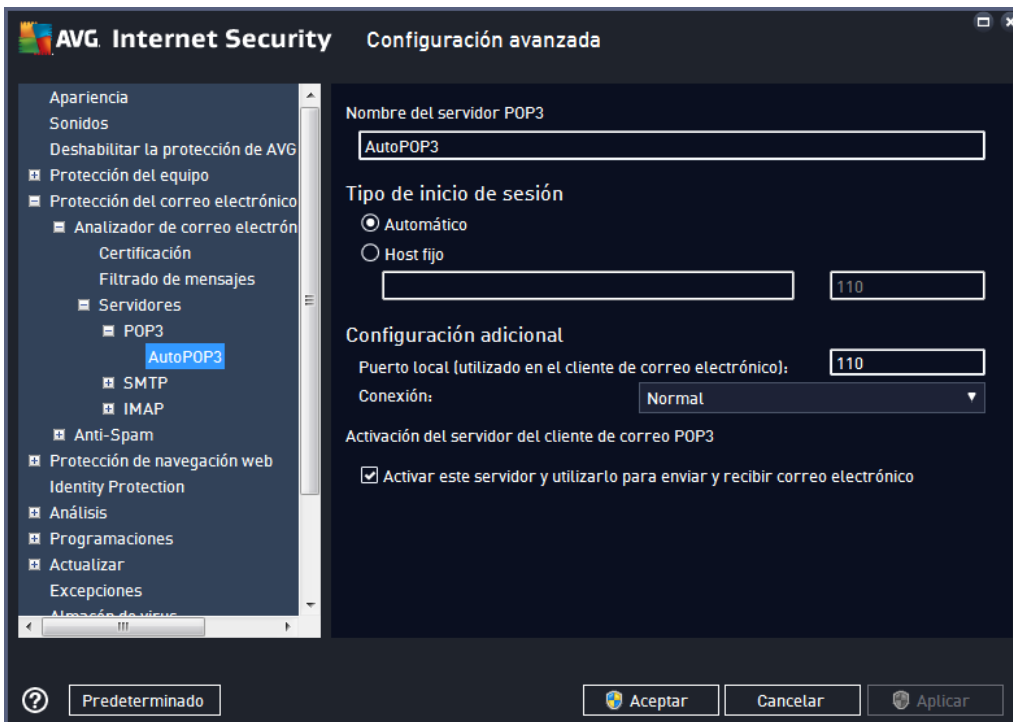 AVG. Internet Security Configuración avanzada
Apariencia
Sonidos
Deshabilitar la protección de AVG
Protección del equipo
Protección del correo electrónico
Analizador de correo electrón
Certificación
Filtrado de mensajes
Servidores
POP3
AutoPOP3
SMTP
IMAP
Anti-Spam
Protección de navegación web
Identity Protection
Análisis
Programaciones
Actualizar
Excepciones
Almacén de virus
Nombre del servidor POP3
AutoPOP3
Tipo de inicio de sesión
Automático
Host fijo
110
Configuración adicional
Puerto local (utilizado en el cliente de correo electrónico): 110
Conexión: Normal
Activación del servidor del cliente de correo POP3
Activar este servidor y utilizarlo para enviar y recibir correo electrónico
? Predeterminado Aceptar Cancelar Aplicar